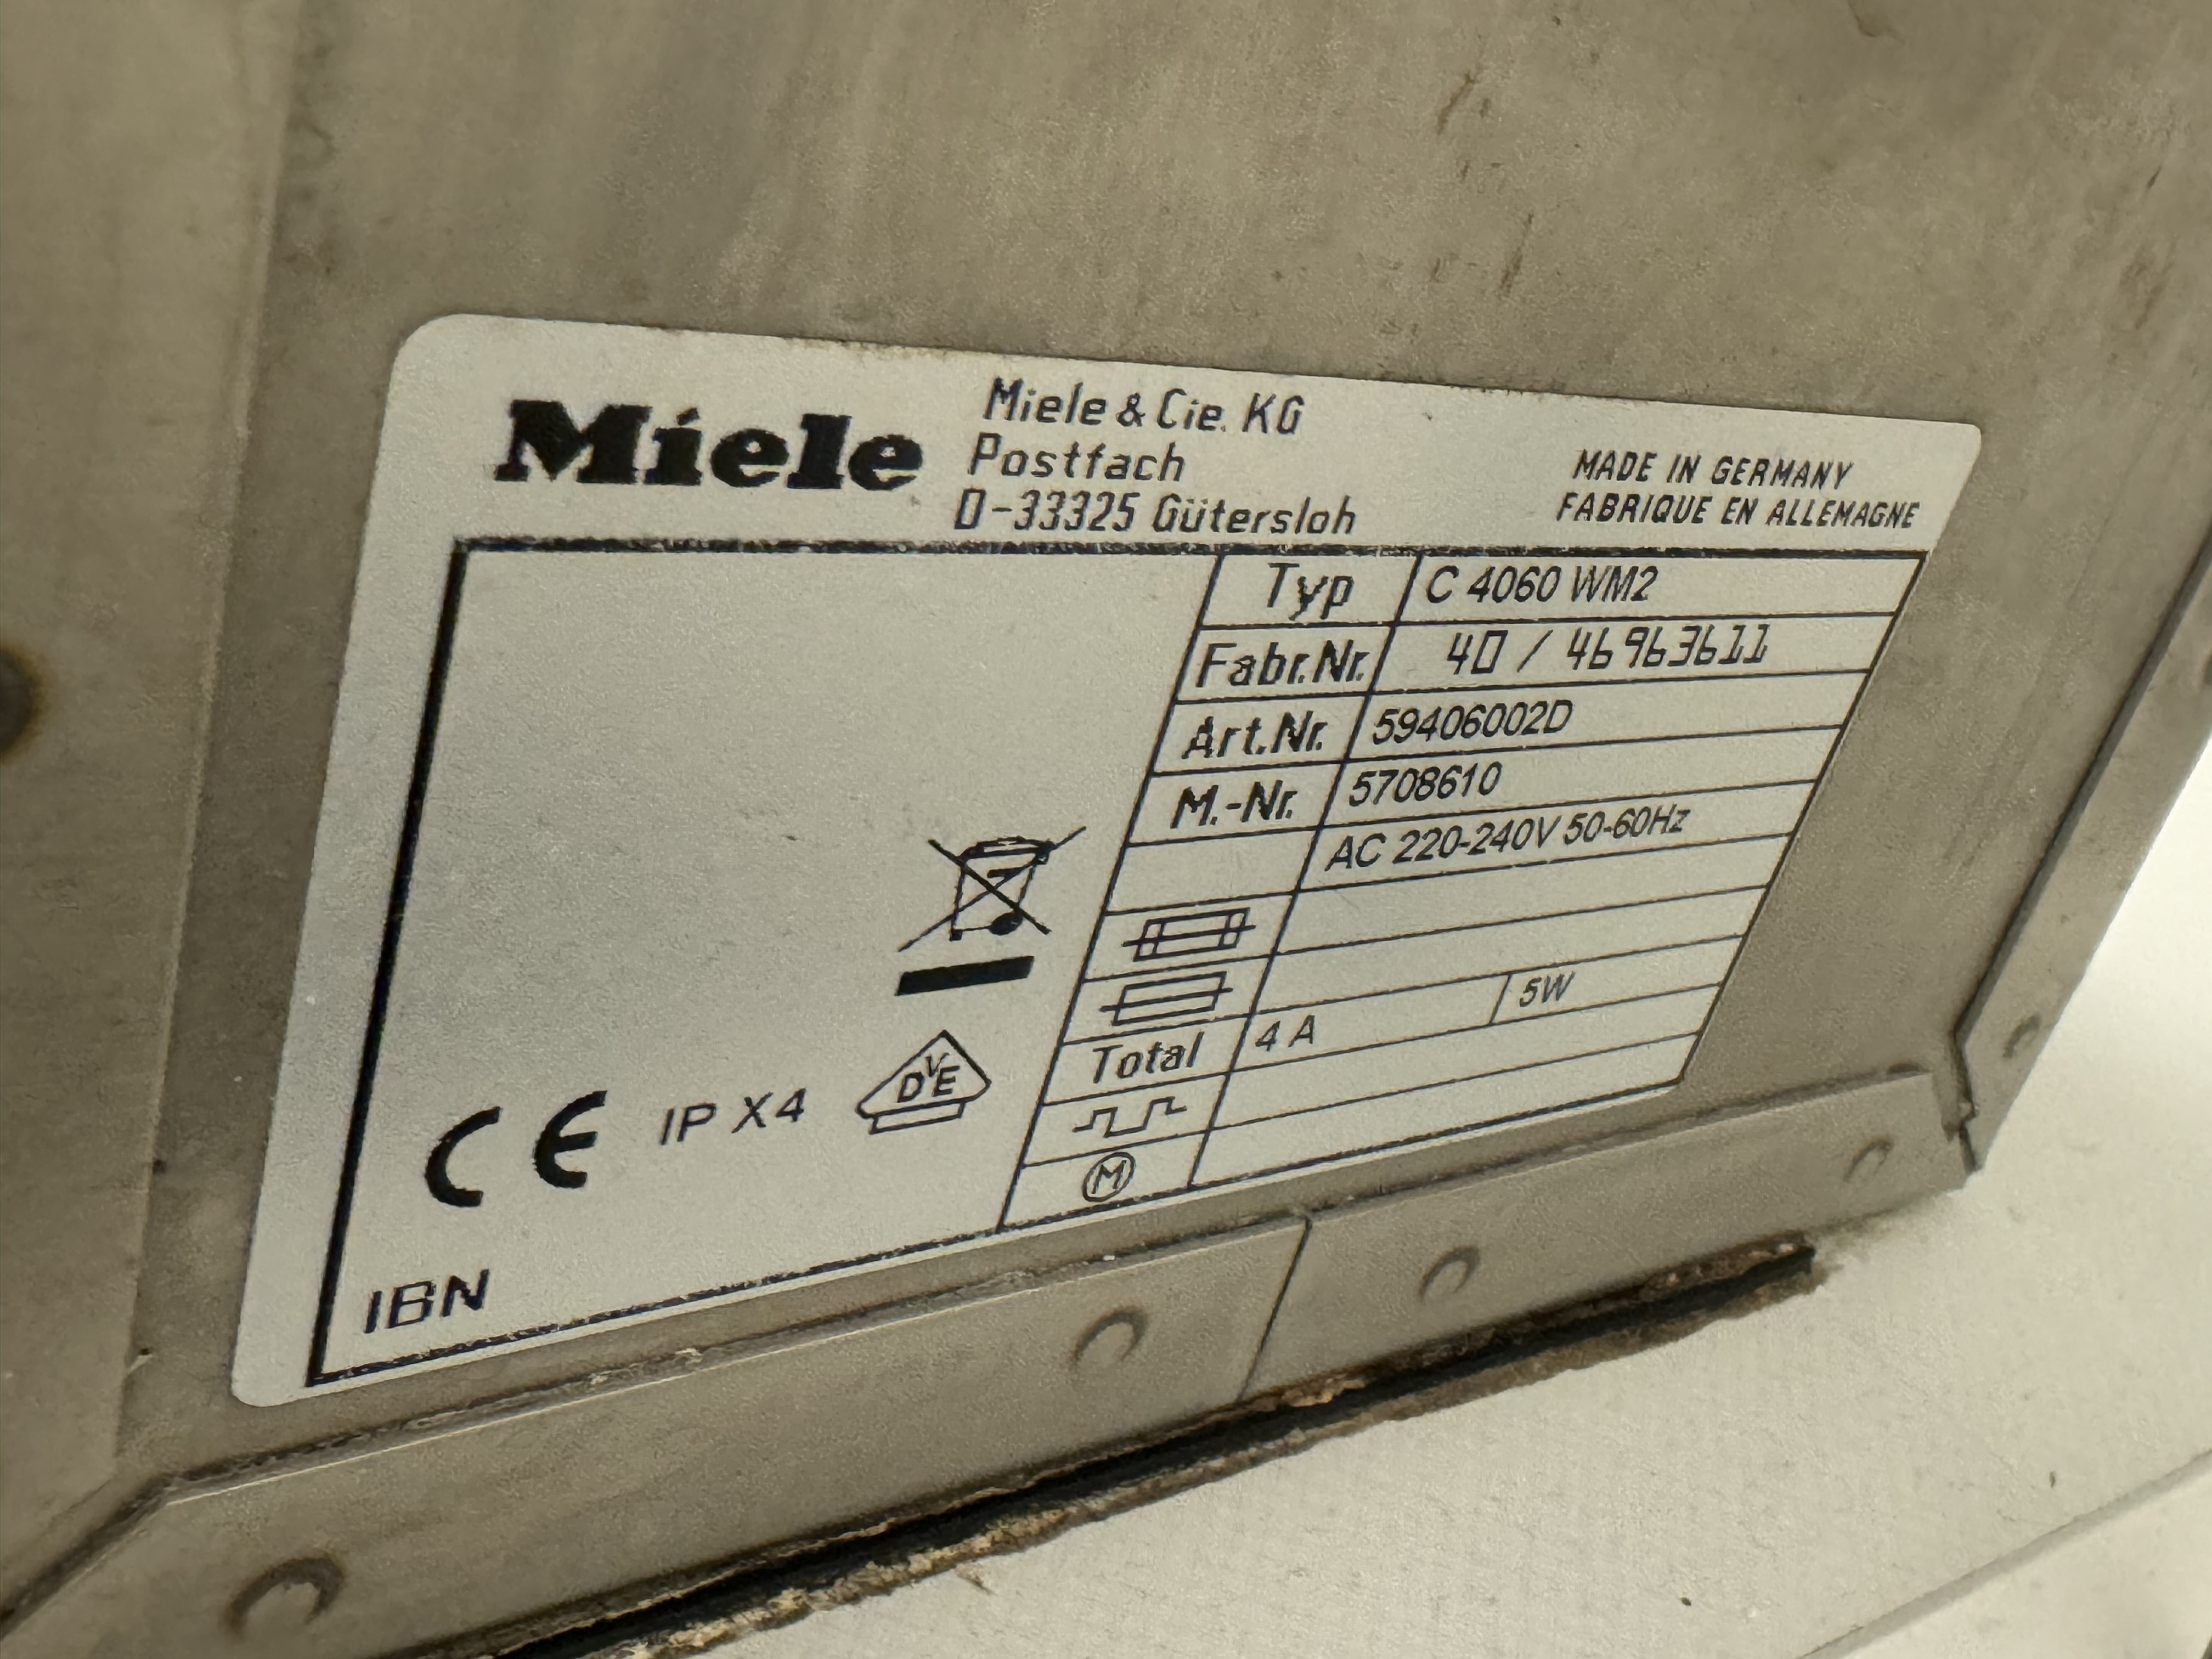 Miele
Miele & Cie. KG
Postfach
D-33325 Gütersloh
MADE IN GERMANY
FABRIQUE EN ALLEMAGNE
Typ C 4060 WM2
Fabr.Nr. 40 / 46963611
Art.Nr. 59406002D
M.-Nr. 5708610
AC 220-240V 50-60Hz
Total 4 A 5W
M
CE IP X4 DVE
IBN